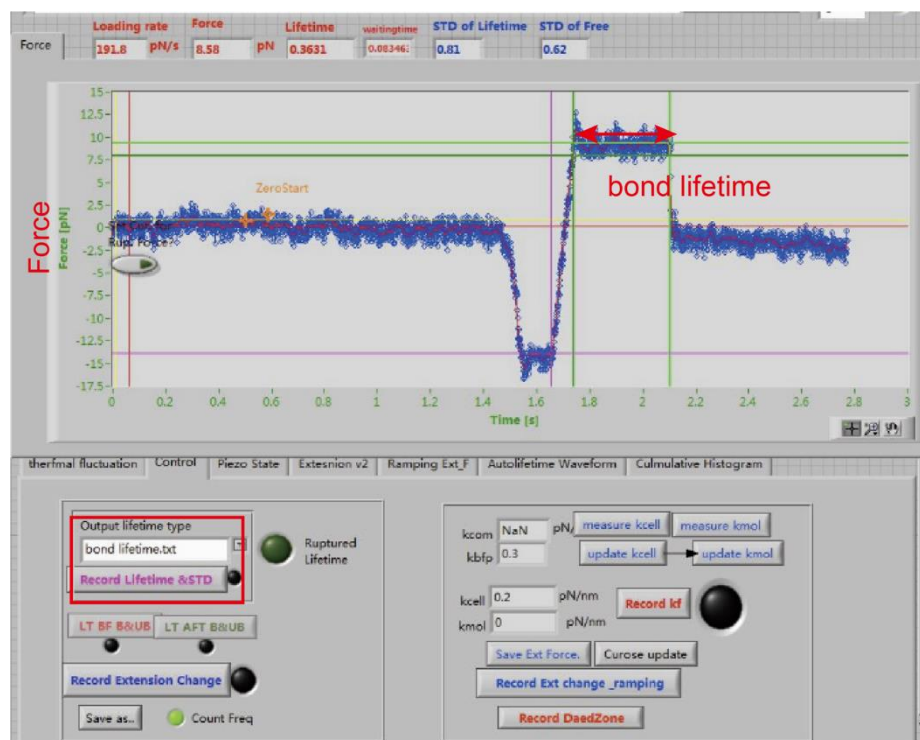 Loading rate Force Lifetime waitingtime STD of Lifetime STD of Free
Force 191.8 pN/s 8.58 pN 0.3631 0.08346 0.81 0.62
15-
12.5-
10-
7.5-
5-
2.5-
0-
-2.5-
-5-
-7.5-
-10-
-12.5-
-15-
-17.5-
Force
Force [pN]
ZeroStart
bond lifetime
for
Rup. Force?
0 0.2 0.4 0.6 0.8 1 1.2 1.4 1.6 1.8 2 2.2 2.4 2.6 2.8 3
Time [s]
therfmal fluctuation Control Piezo State Extesnion v2 Ramping Ext_F Autolifetime Waveform Culmulative Histogram
Output lifetime type
bond lifetime.txt
Record Lifetime &STD
Ruptured
Lifetime
LT BF B&UB LT AFT B&UB
Record Extension Change
Save as.. Count Freq
kcom NaN pN/ measure kcell measure kmol
kbfp 0.3 update kcell update kmol
kcell 0.2 pN/nm Record kf
kmol 0 pN/nm
Save Ext Force. Curose update
Record Ext change _ramping
Record DaedZone